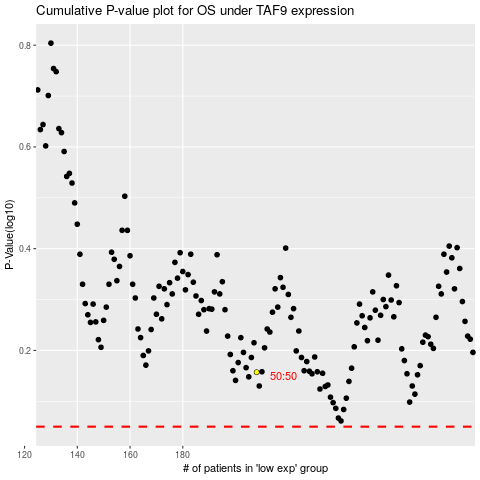 Cumulative P-value plot for OS under TAF9 expression
P-Value(log10)
0.8
0.6
0.4
0.2
50:50
120 140 160 180
# of patients in 'low exp' group